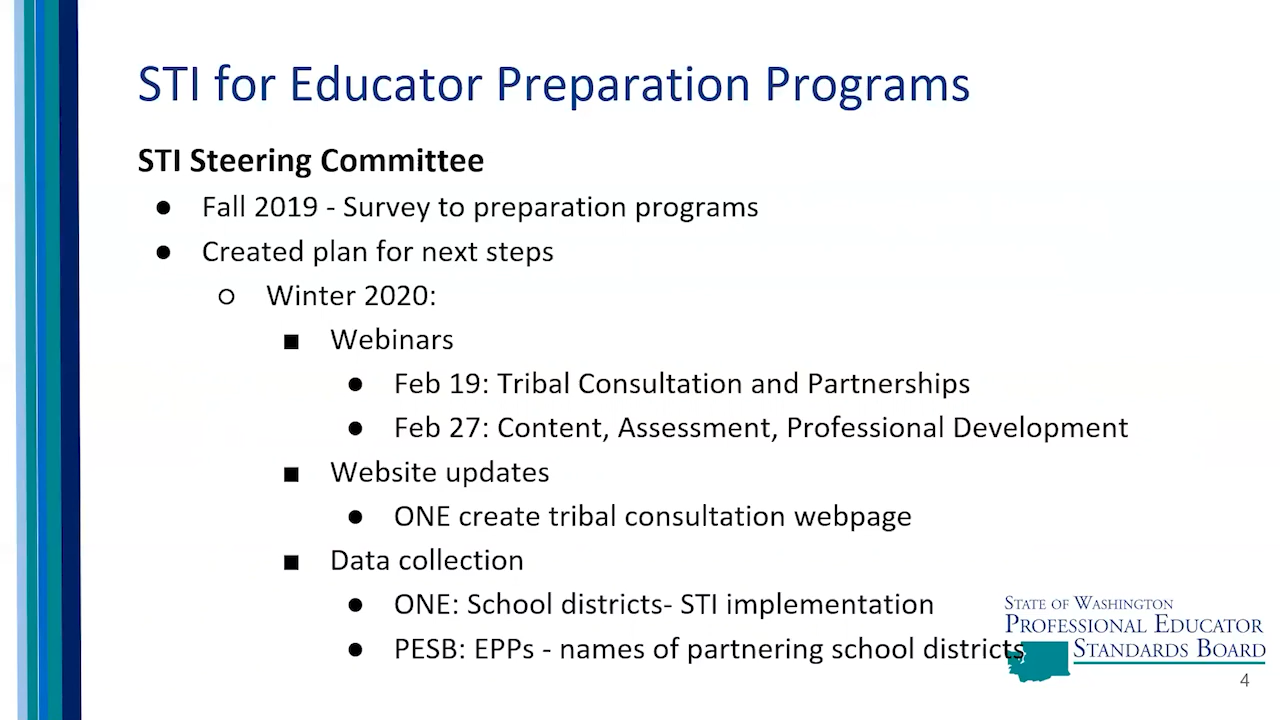 STI for Educator Preparation Programs
STI Steering Committee
● Fall 2019 - Survey to preparation programs
● Created plan for next steps
○ Winter 2020:
■ Webinars
● Feb 19: Tribal Consultation and Partnerships
● Feb 27: Content, Assessment, Professional Development
■ Website updates
● ONE create tribal consultation webpage
■ Data collection
● ONE: School districts- STI implementation
● PESB: EPPs - names of partnering school districts
STATE OF WASHINGTON
PROFESSIONAL EDUCATOR
STANDARDS BOARD
4